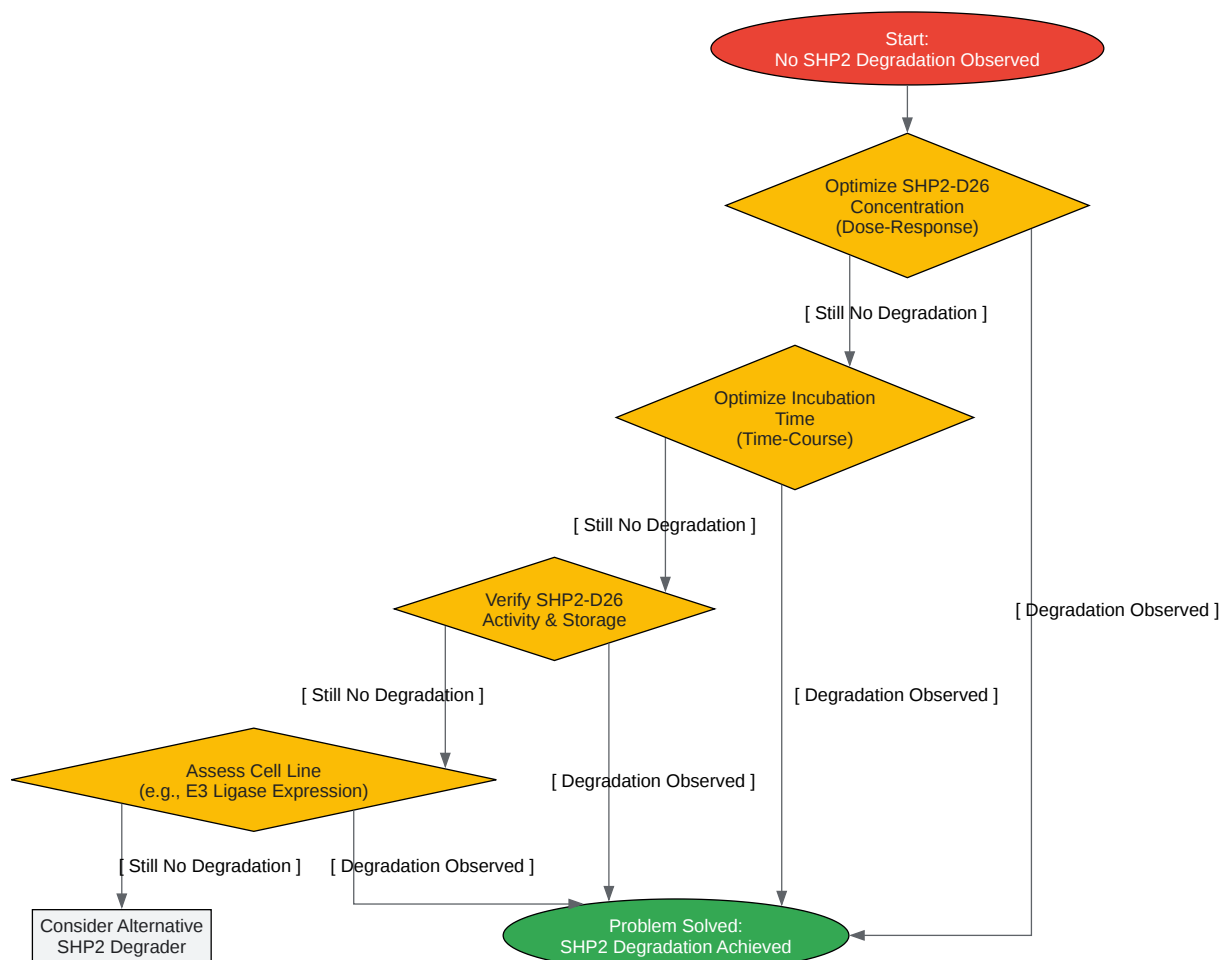 Start:
No SHP2 Degradation Observed
Optimize SHP2-D26
Concentration
(Dose-Response)
[ Still No Degradation ]
Optimize Incubation
Time
(Time-Course)
[ Still No Degradation ]
Verify SHP2-D26
Activity & Storage
[ Degradation Observed ]
[ Still No Degradation ]
[ Degradation Observed ]
Assess Cell Line
(e.g., E3 Ligase Expression)
[ Degradation Observed ]
[ Still No Degradation ]
[ Degradation Observed ]
Consider Alternative
SHP2 Degrader
Problem Solved:
SHP2 Degradation Achieved